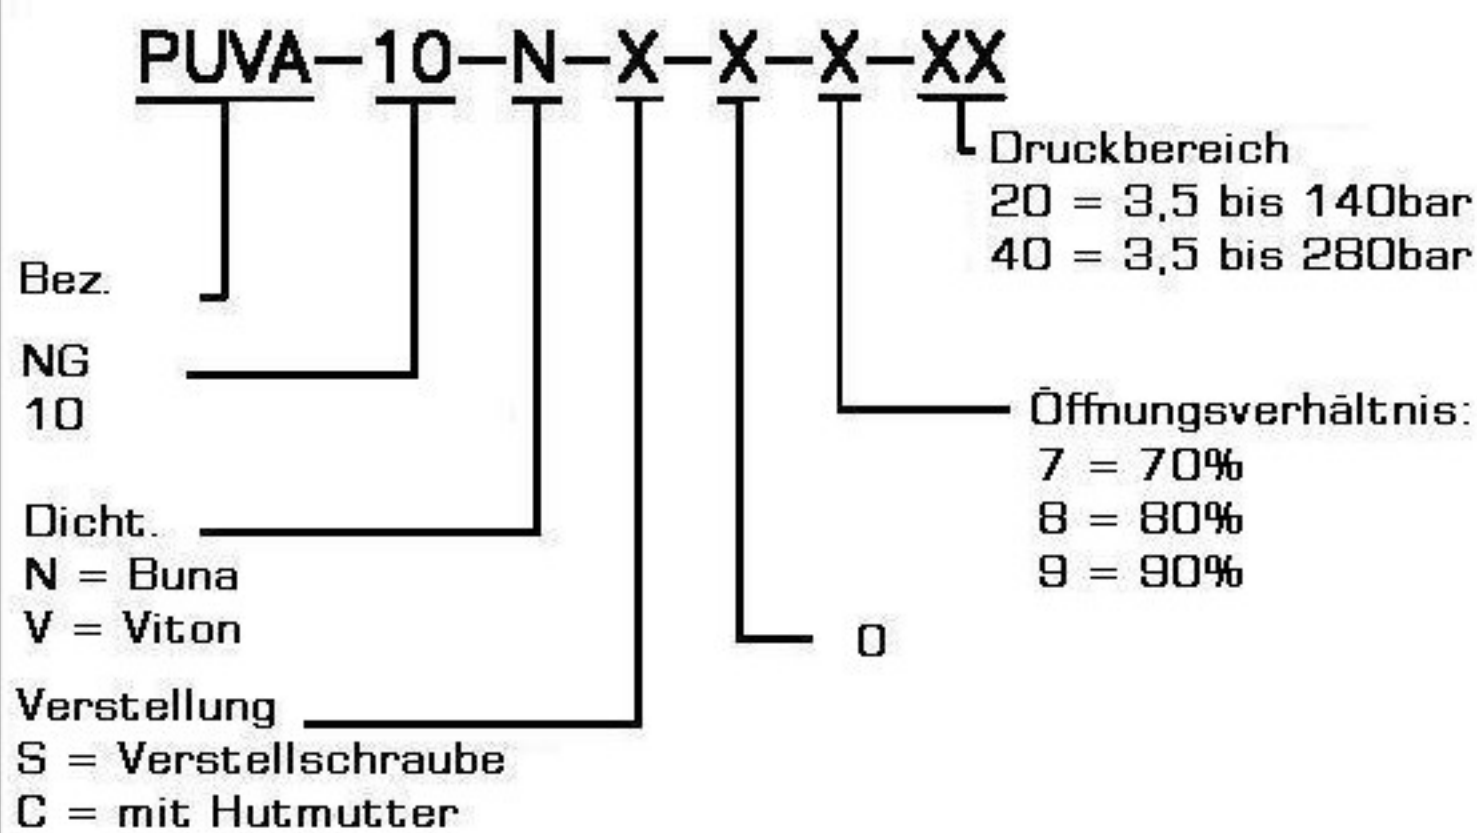 PUVA-10-N-X-X-X-XX
Druckbereich
20 = 3,5 bis 140bar
40 = 3,5 bis 280bar
Bez.
NG
10
Öffnungsverhältnis:
7 = 70%
8 = 80%
9 = 90%
Dicht.
N = Buna
V = Viton
0
Verstellung
S = Verstellschraube
C = mit Hutmutter